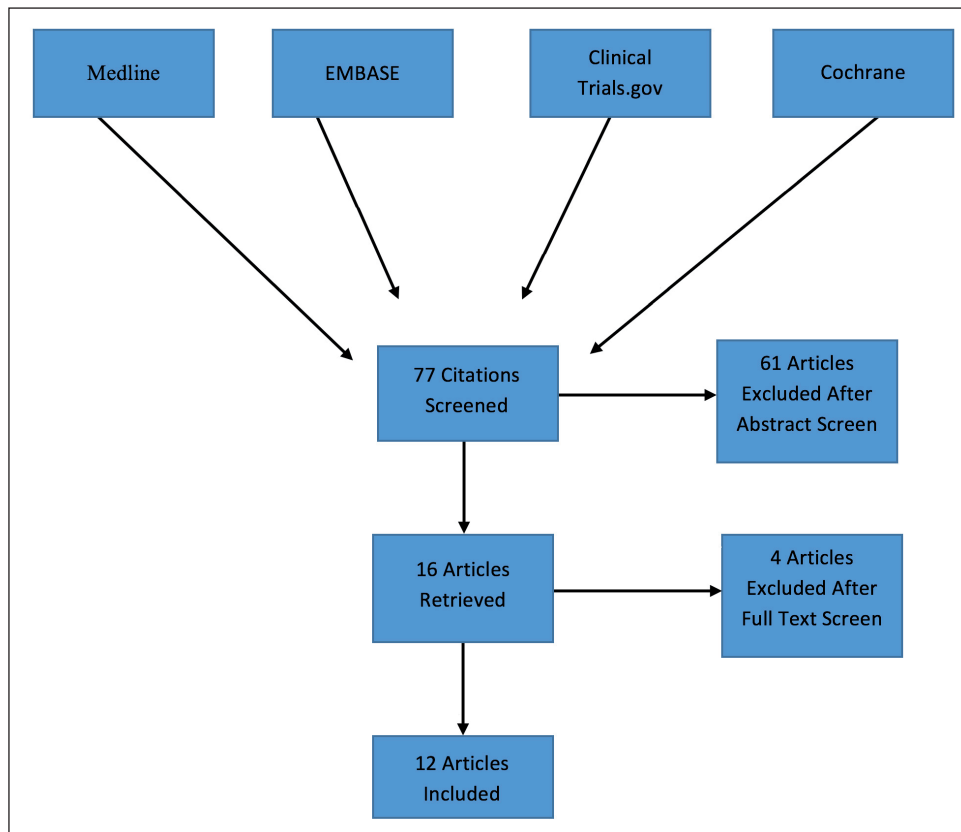 Medline
EMBASE
Clinical
Trials.gov
Cochrane
77 Citations
Screened
61 Articles
Excluded After
Abstract Screen
16 Articles
Retrieved
4 Articles
Excluded After
Full Text Screen
12 Articles
Included